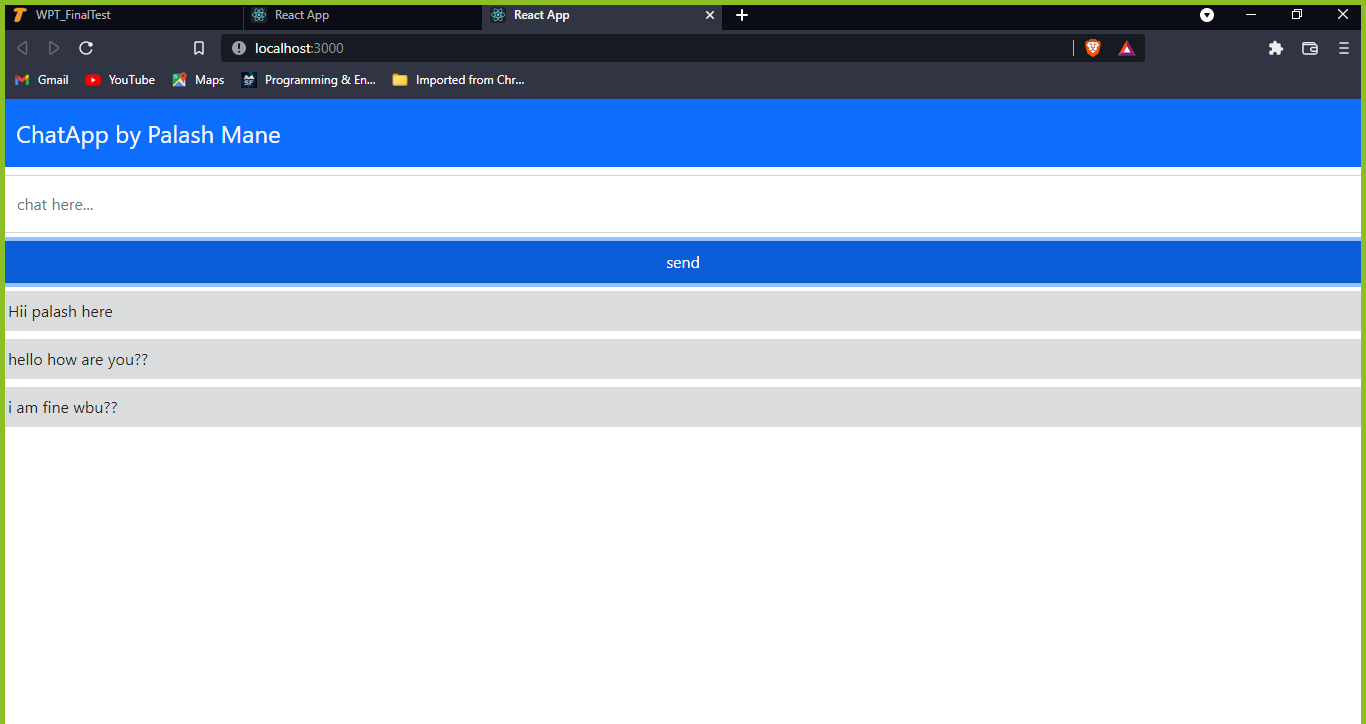 WPT_FinalTest React App React App
localhost:3000
Gmail YouTube Maps Programming & En... Imported from Chr...
ChatApp by Palash Mane
chat here...
send
Hii palash here
hello how are you??
i am fine wbu??